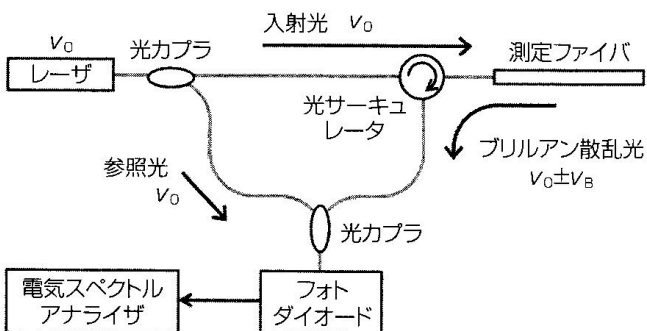 入射光 ν₀
ν₀
レーザ
光カプラ
測定ファイバ
光サーキュ
レータ
ブリルアン散乱光
ν₀±ν_B
参照光
ν₀
光カプラ
電気スペクトル
アナライザ
フォト
ダイオード